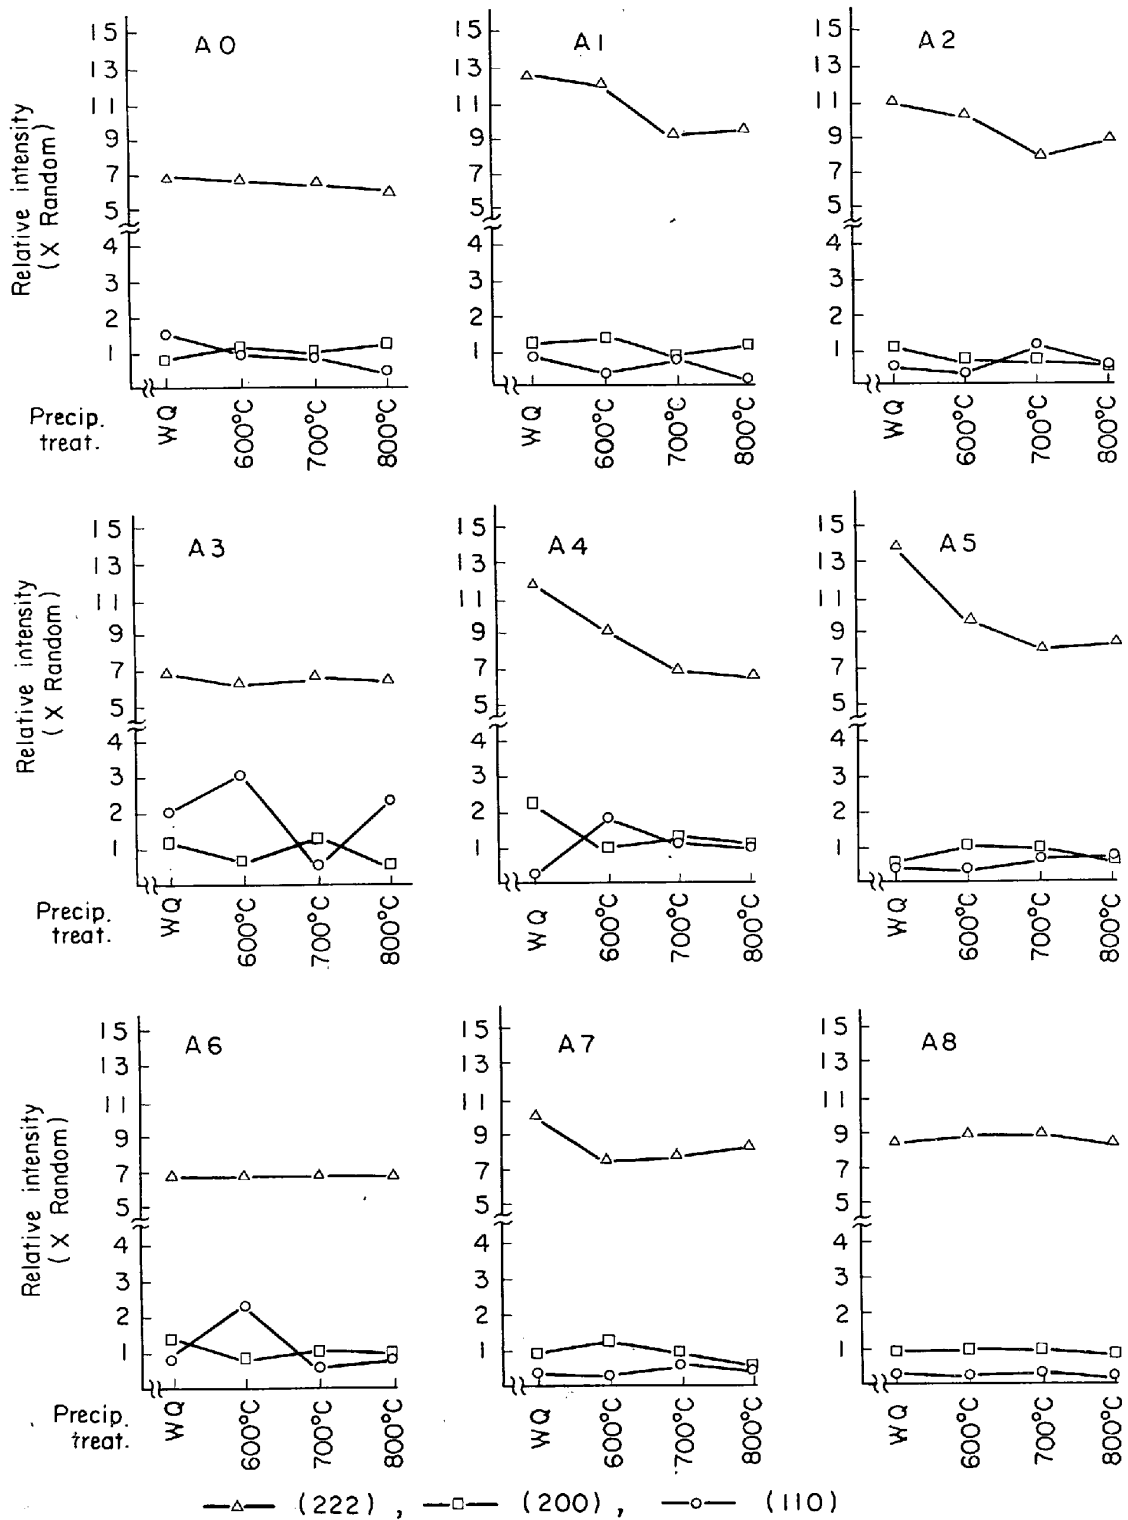 A0
A1
A2
15
13
11
9
7
5
4
3
2
1
15
13
11
9
7
5
4
3
2
1
15
13
11
9
7
5
4
3
2
1
Relative intensity
(X Random)
Precip.
treat.
WQ
600°C
700°C
800°C
WQ
600°C
700°C
800°C
WQ
600°C
700°C
800°C
A3
A4
A5
15
13
11
9
7
5
4
3
2
1
15
13
11
9
7
5
4
3
2
1
15
13
11
9
7
5
4
3
2
1
Relative intensity
(X Random)
Precip.
treat.
WQ
600°C
700°C
800°C
WQ
600°C
700°C
800°C
WQ
600°C
700°C
800°C
A6
A7
A8
15
13
11
9
7
5
4
3
2
1
15
13
11
9
7
5
4
3
2
1
15
13
11
9
7
5
4
3
2
1
Relative intensity
(X Random)
Precip.
treat.
WQ
600°C
700°C
800°C
WQ
600°C
700°C
800°C
WQ
600°C
700°C
800°C
(222), (200), (110)